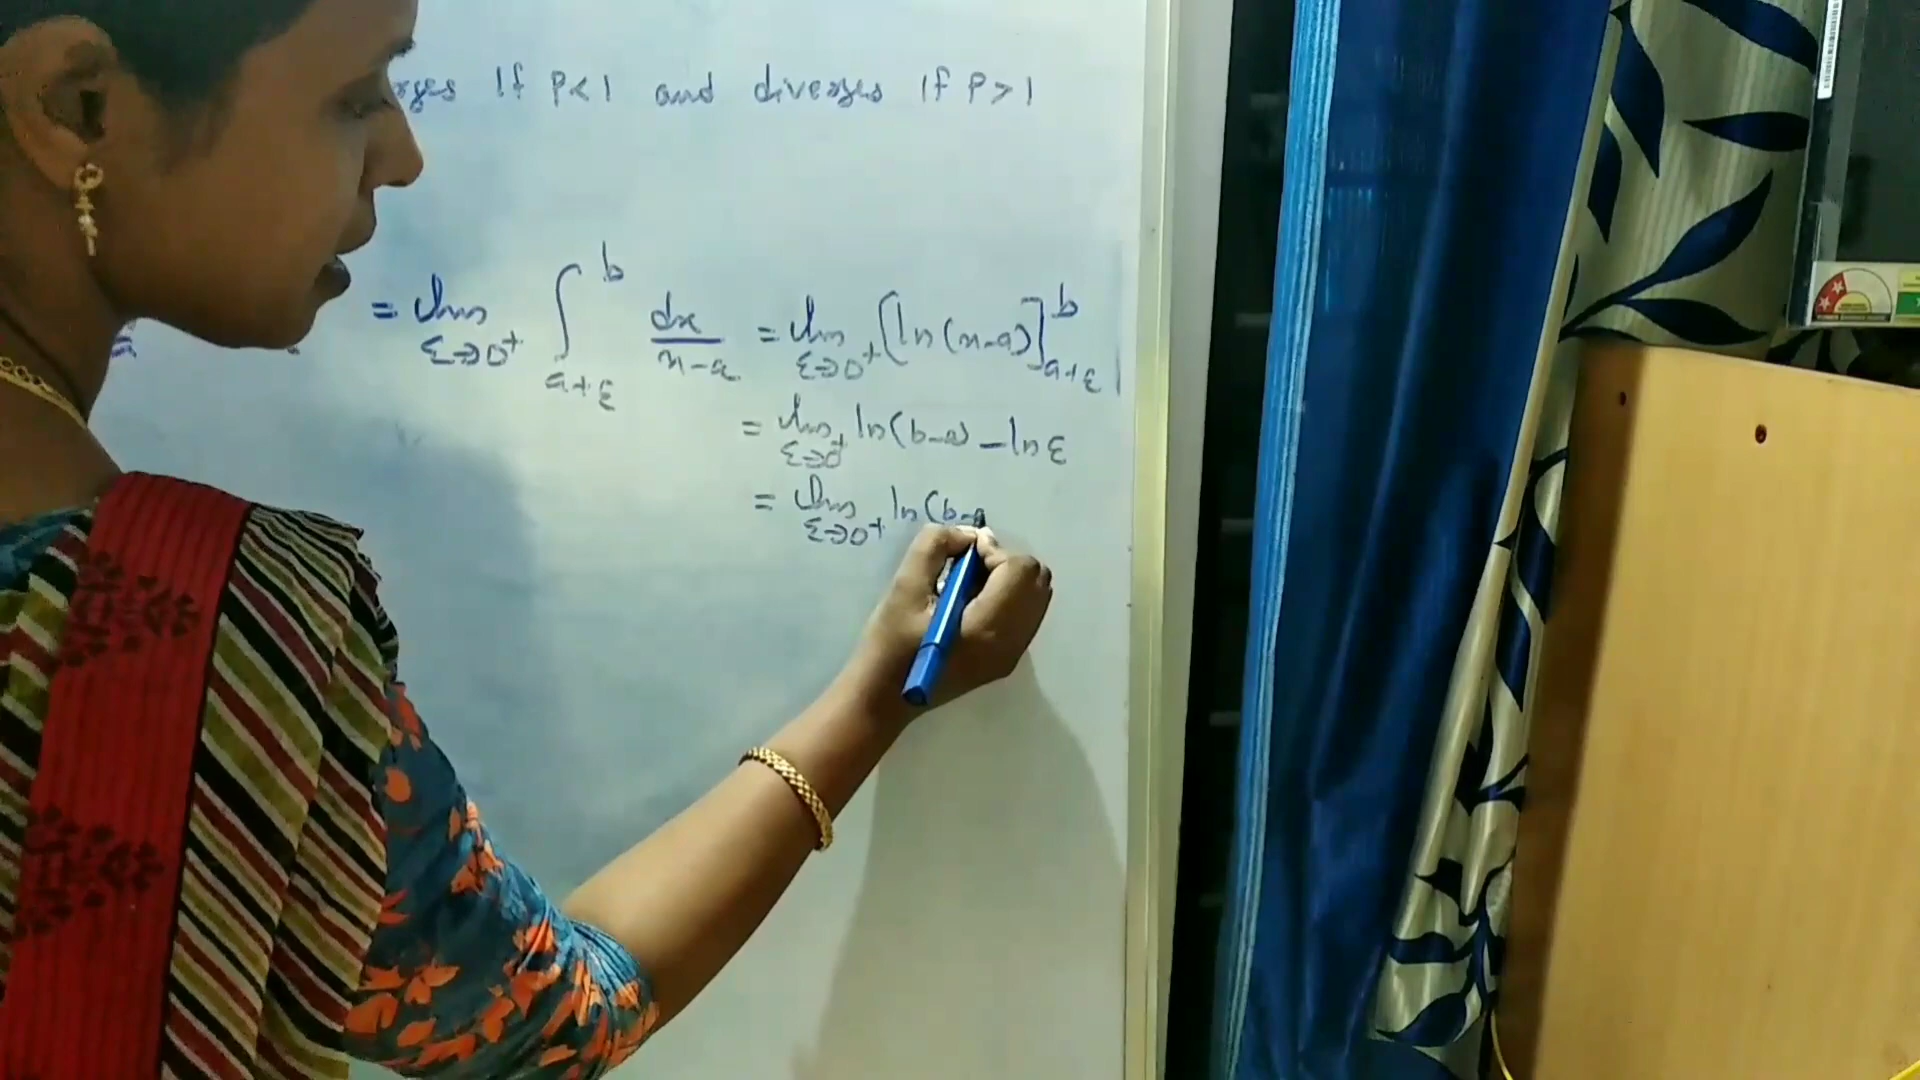 rges If P<1 and diverges if P>1
= lim ε→0⁺ ∫ₐ₊ε^b dx/(x-a) = lim ε→0⁺ [ln(x-a)]ₐ₊ε^b
= lim ε→0⁺ ln(b-a) - ln ε
= lim ε→0⁺ ln(b-a